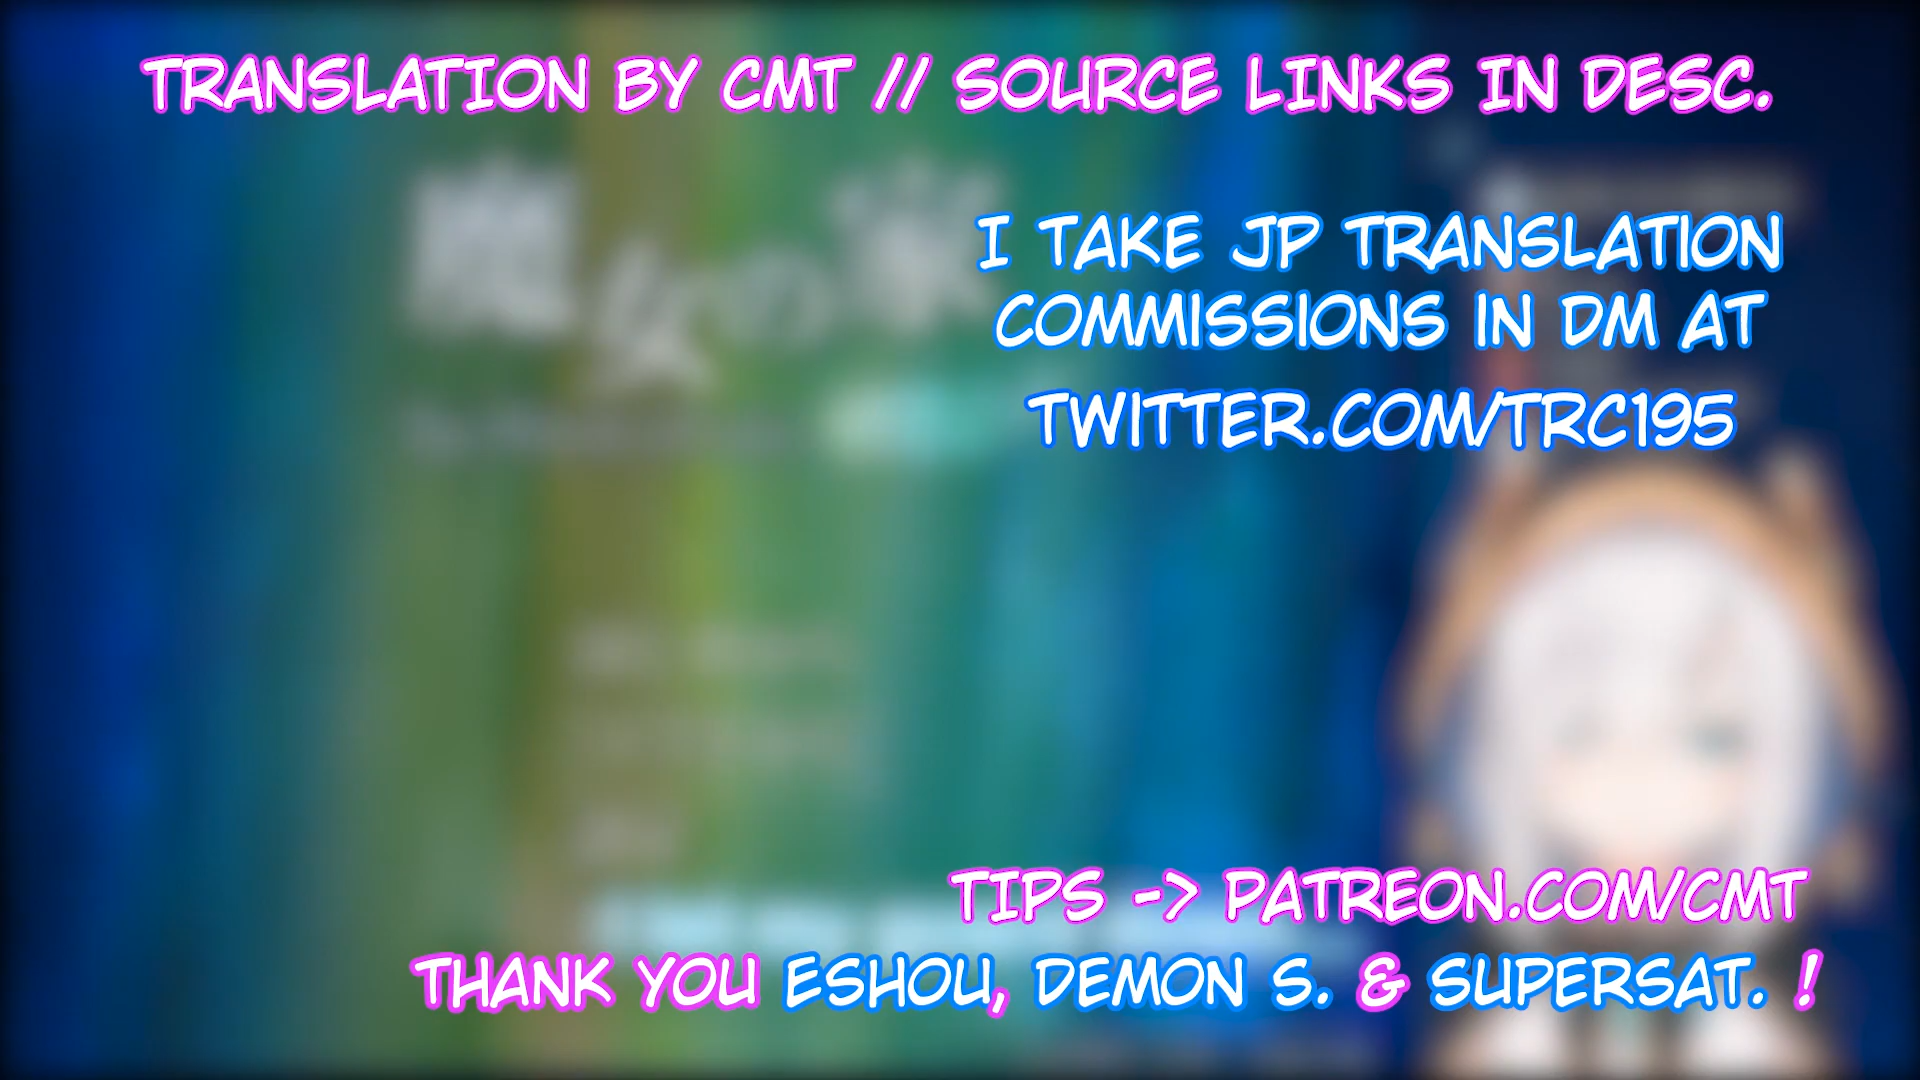 TRANSLATION BY CMT // SOURCE LINKS IN DESC.
I TAKE JP TRANSLATION
COMMISSIONS IN DM AT
TWITTER.COM/TRC195
TIPS -> PATREON.COM/CMT
THANK YOU ESHOU, DEMON S. & SUPERSAT. !